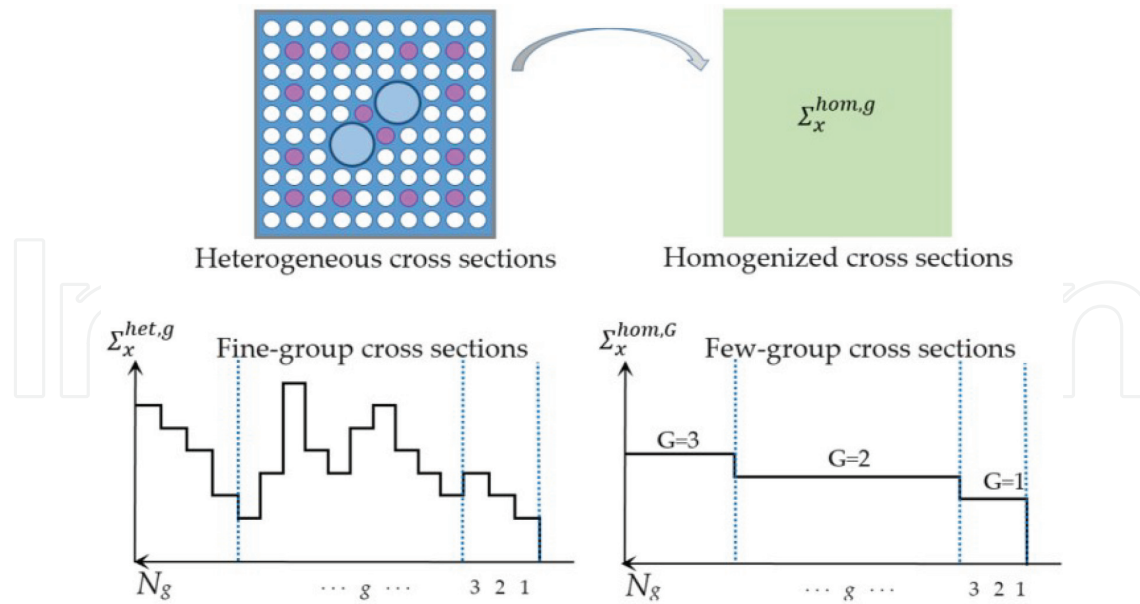 Σ_x^{hom,g}
Heterogeneous cross sections
Homogenized cross sections
Σ_x^{het,g}
Fine-group cross sections
N_g ··· g ··· 3 2 1
Σ_x^{hom,G}
Few-group cross sections
G=3
G=2
G=1
N_g ··· g ··· 3 2 1